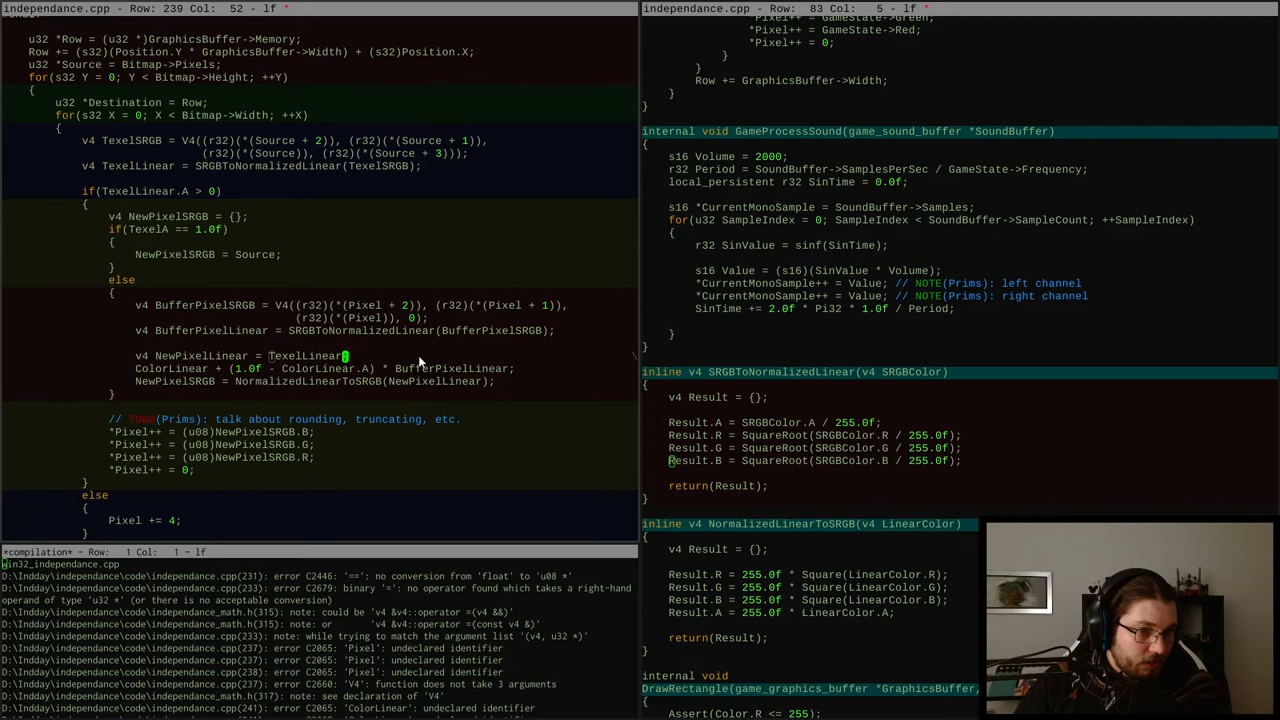 independance.cpp - Row: 239 Col: 52 - lf *
u32 *Row = (u32 *)GraphicsBuffer->Memory;
Row += (s32)(Position.Y * GraphicsBuffer->Width) + (s32)Position.X;
u32 *Source = Bitmap->Pixels;
for(s32 Y = 0; Y < Bitmap->Height; ++Y)
{
u32 *Destination = Row;
for(s32 X = 0; X < Bitmap->Width; ++X)
{
v4 TexelSRGB = V4((r32)(*(Source + 2)), (r32)(*(Source + 1)),
(r32)(*(Source)), (r32)(*(Source + 3)));
v4 TexelLinear = SRGBToNormalizedLinear(TexelSRGB);
if(TexelLinear.A > 0)
{
v4 NewPixelSRGB = {};
if(TexelA == 1.0f)
{
NewPixelSRGB = Source;
}
else
{
v4 BufferPixelSRGB = V4((r32)(*(Pixel + 2)), (r32)(*(Pixel + 1)),
(r32)(*(Pixel)), 0);
v4 BufferPixelLinear = SRGBToNormalizedLinear(BufferPixelSRGB);
v4 NewPixelLinear = TexelLinear; \
ColorLinear + (1.0f - ColorLinear.A) * BufferPixelLinear;
NewPixelSRGB = NormalizedLinearToSRGB(NewPixelLinear);
}
// TODO(Prims): talk about rounding, truncating, etc.
*Pixel++ = (u08)NewPixelSRGB.B;
*Pixel++ = (u08)NewPixelSRGB.G;
*Pixel++ = (u08)NewPixelSRGB.R;
*Pixel++ = 0;
}
else
{
Pixel += 4;
}
*compilation* - Row: 1 Col: 1 - lf
win32_independance.cpp
D:\Indday\independance\code\independance.cpp(231): error C2446: '==': no conversion from 'float' to 'u08 *'
D:\Indday\independance\code\independance.cpp(233): error C2679: binary '=': no operator found which takes a right-hand
operand of type 'u32 *' (or there is no acceptable conversion)
D:\Indday\independance\code\independance_math.h(315): note: could be 'v4 &v4::operator =(v4 &&)'
D:\Indday\independance\code\independance_math.h(315): note: or 'v4 &v4::operator =(const v4 &)'
D:\Indday\independance\code\independance.cpp(233): note: while trying to match the argument list '(v4, u32 *)'
D:\Indday\independance\code\independance.cpp(237): error C2065: 'Pixel': undeclared identifier
D:\Indday\independance\code\independance.cpp(237): error C2065: 'Pixel': undeclared identifier
D:\Indday\independance\code\independance.cpp(238): error C2065: 'Pixel': undeclared identifier
D:\Indday\independance\code\independance.cpp(237): error C2660: 'V4': function does not take 3 arguments
D:\Indday\independance\code\independance_math.h(317): note: see declaration of 'V4'
D:\Indday\independance\code\independance.cpp(241): error C2065: 'ColorLinear': undeclared identifier
independance.cpp - Row: 83 Col: 5 - lf *
*Pixel++ = GameState->Green;
*Pixel++ = GameState->Red;
*Pixel++ = 0;
}
}
Row += GraphicsBuffer->Width;
}
}
internal void GameProcessSound(game_sound_buffer *SoundBuffer)
{
s16 Volume = 2000;
r32 Period = SoundBuffer->SamplesPerSec / GameState->Frequency;
local_persistent r32 SinTime = 0.0f;
s16 *CurrentMonoSample = SoundBuffer->Samples;
for(u32 SampleIndex = 0; SampleIndex < SoundBuffer->SampleCount; ++SampleIndex)
{
r32 SinValue = sinf(SinTime);
s16 Value = (s16)(SinValue * Volume);
*CurrentMonoSample++ = Value; // NOTE(Prims): left channel
*CurrentMonoSample++ = Value; // NOTE(Prims): right channel
SinTime += 2.0f * Pi32 * 1.0f / Period;
}
}
inline v4 SRGBToNormalizedLinear(v4 SRGBColor)
{
v4 Result = {};
Result.A = SRGBColor.A / 255.0f;
Result.R = SquareRoot(SRGBColor.R / 255.0f);
Result.G = SquareRoot(SRGBColor.G / 255.0f);
Result.B = SquareRoot(SRGBColor.B / 255.0f);
return(Result);
}
inline v4 NormalizedLinearToSRGB(v4 LinearColor)
{
v4 Result = {};
Result.R = 255.0f * Square(LinearColor.R);
Result.G = 255.0f * Square(LinearColor.G);
Result.B = 255.0f * Square(LinearColor.B);
Result.A = 255.0f * LinearColor.A;
return(Result);
}
internal void
DrawRectangle(game_graphics_buffer *GraphicsBuffer,
{
Assert(Color.R <= 255);